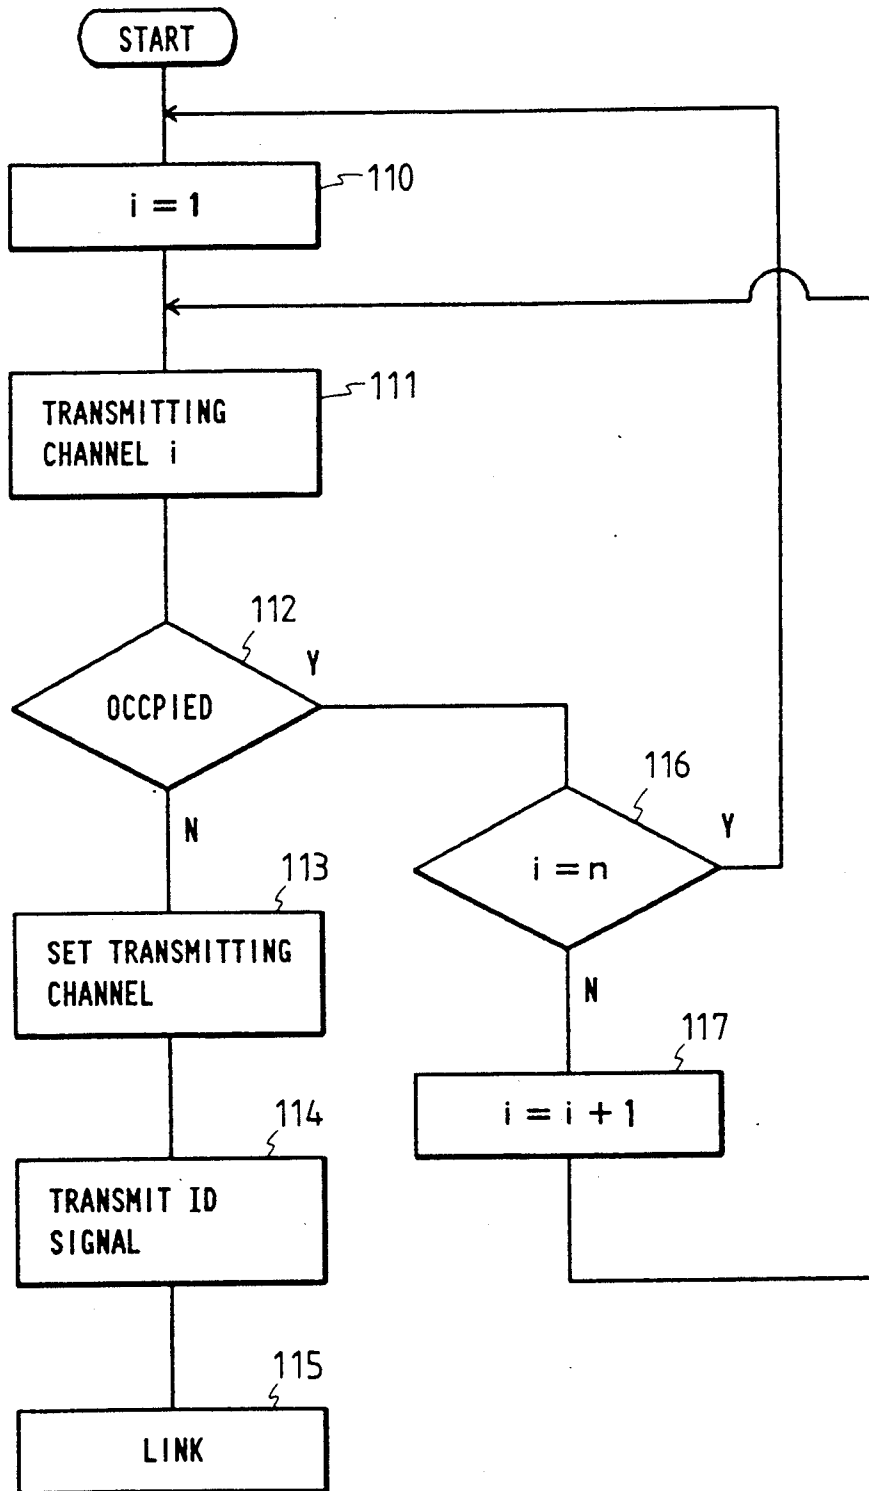 START
110
i = 1
111
TRANSMITTING
CHANNEL i
112
Y
OCCPIED
N
116
Y
i = n
113
SET TRANSMITTING
CHANNEL
N
117
i = i + 1
114
TRANSMIT ID
SIGNAL
115
LINK